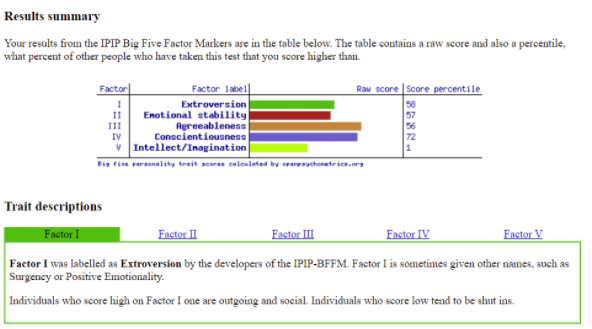 Results summary
Your results from the IPIP Big Five Factor Markers are in the table below. The table contains a raw score and also a percentile,
what percent of other people who have taken this test that you score higher than.
Factor Factor label Raw score Score percentile
I Extroversion 58
II Emotional stability 57
III Agreeableness 56
IV Conscientiousness 72
V Intellect/Imagination 1
Big five personality trait scores calculated by openpsychometrics.org
Trait descriptions
Factor I Factor II Factor III Factor IV Factor V
Factor I was labelled as Extroversion by the developers of the IPIP-BFFM. Factor I is sometimes given other names, such as
Surgency or Positive Emotionality.
Individuals who score high on Factor I one are outgoing and social. Individuals who score low tend to be shut ins.